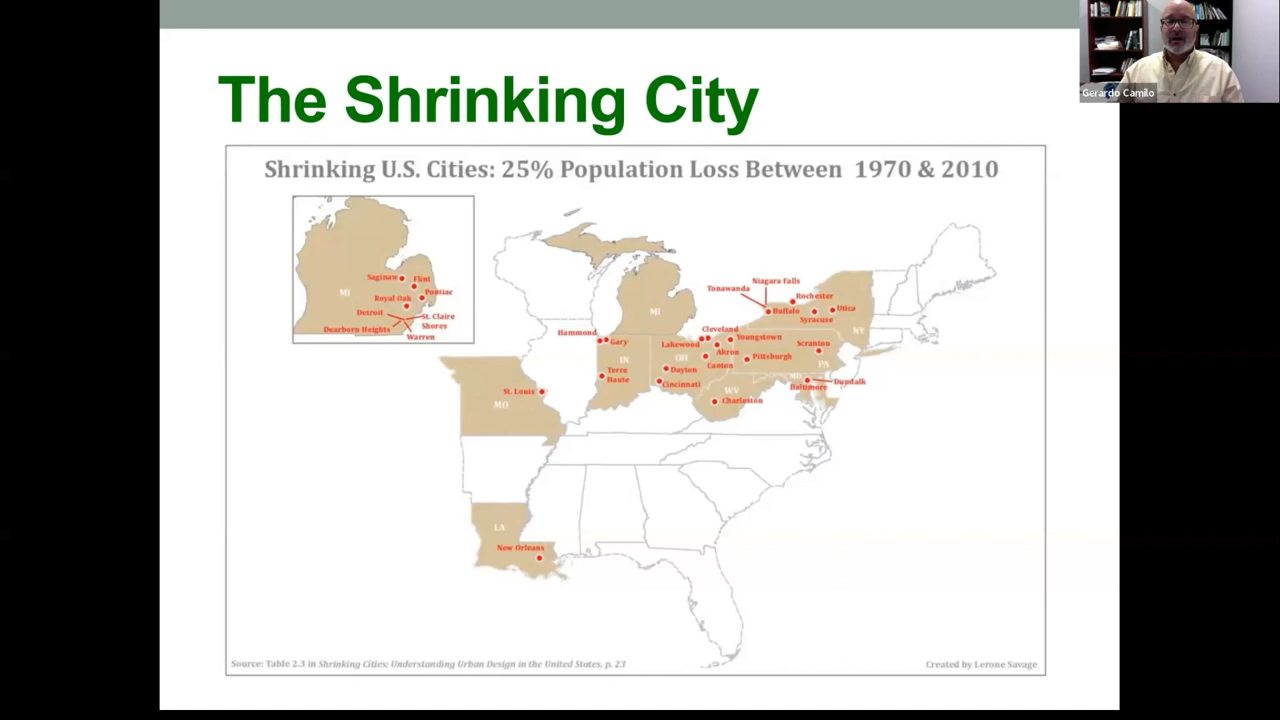 The Shrinking City
Gerardo Camilo
Shrinking U.S. Cities: 25% Population Loss Between 1970 & 2010
MI
Saginaw
Flint
Pontiac
Royal Oak
Detroit
St. Claire
Shores
Dearborn Heights
Warren
MI
Niagara Falls
Tonawanda
Rochester
Buffalo
Utica
Syracuse
NY
Hammond
Gary
Cleveland
Lakewood
Youngstown
Akron
Scranton
IN
OH
Canton
Pittsburgh
PA
Terre
Haute
Dayton
Cincinnati
MD
Baltimore
Dundalk
St. Louis
WV
Charleston
MO
LA
New Orleans
Source: Table 2.3 in Shrinking Cities: Understanding Urban Design in the United States, p. 23
Created by Lerone Savage